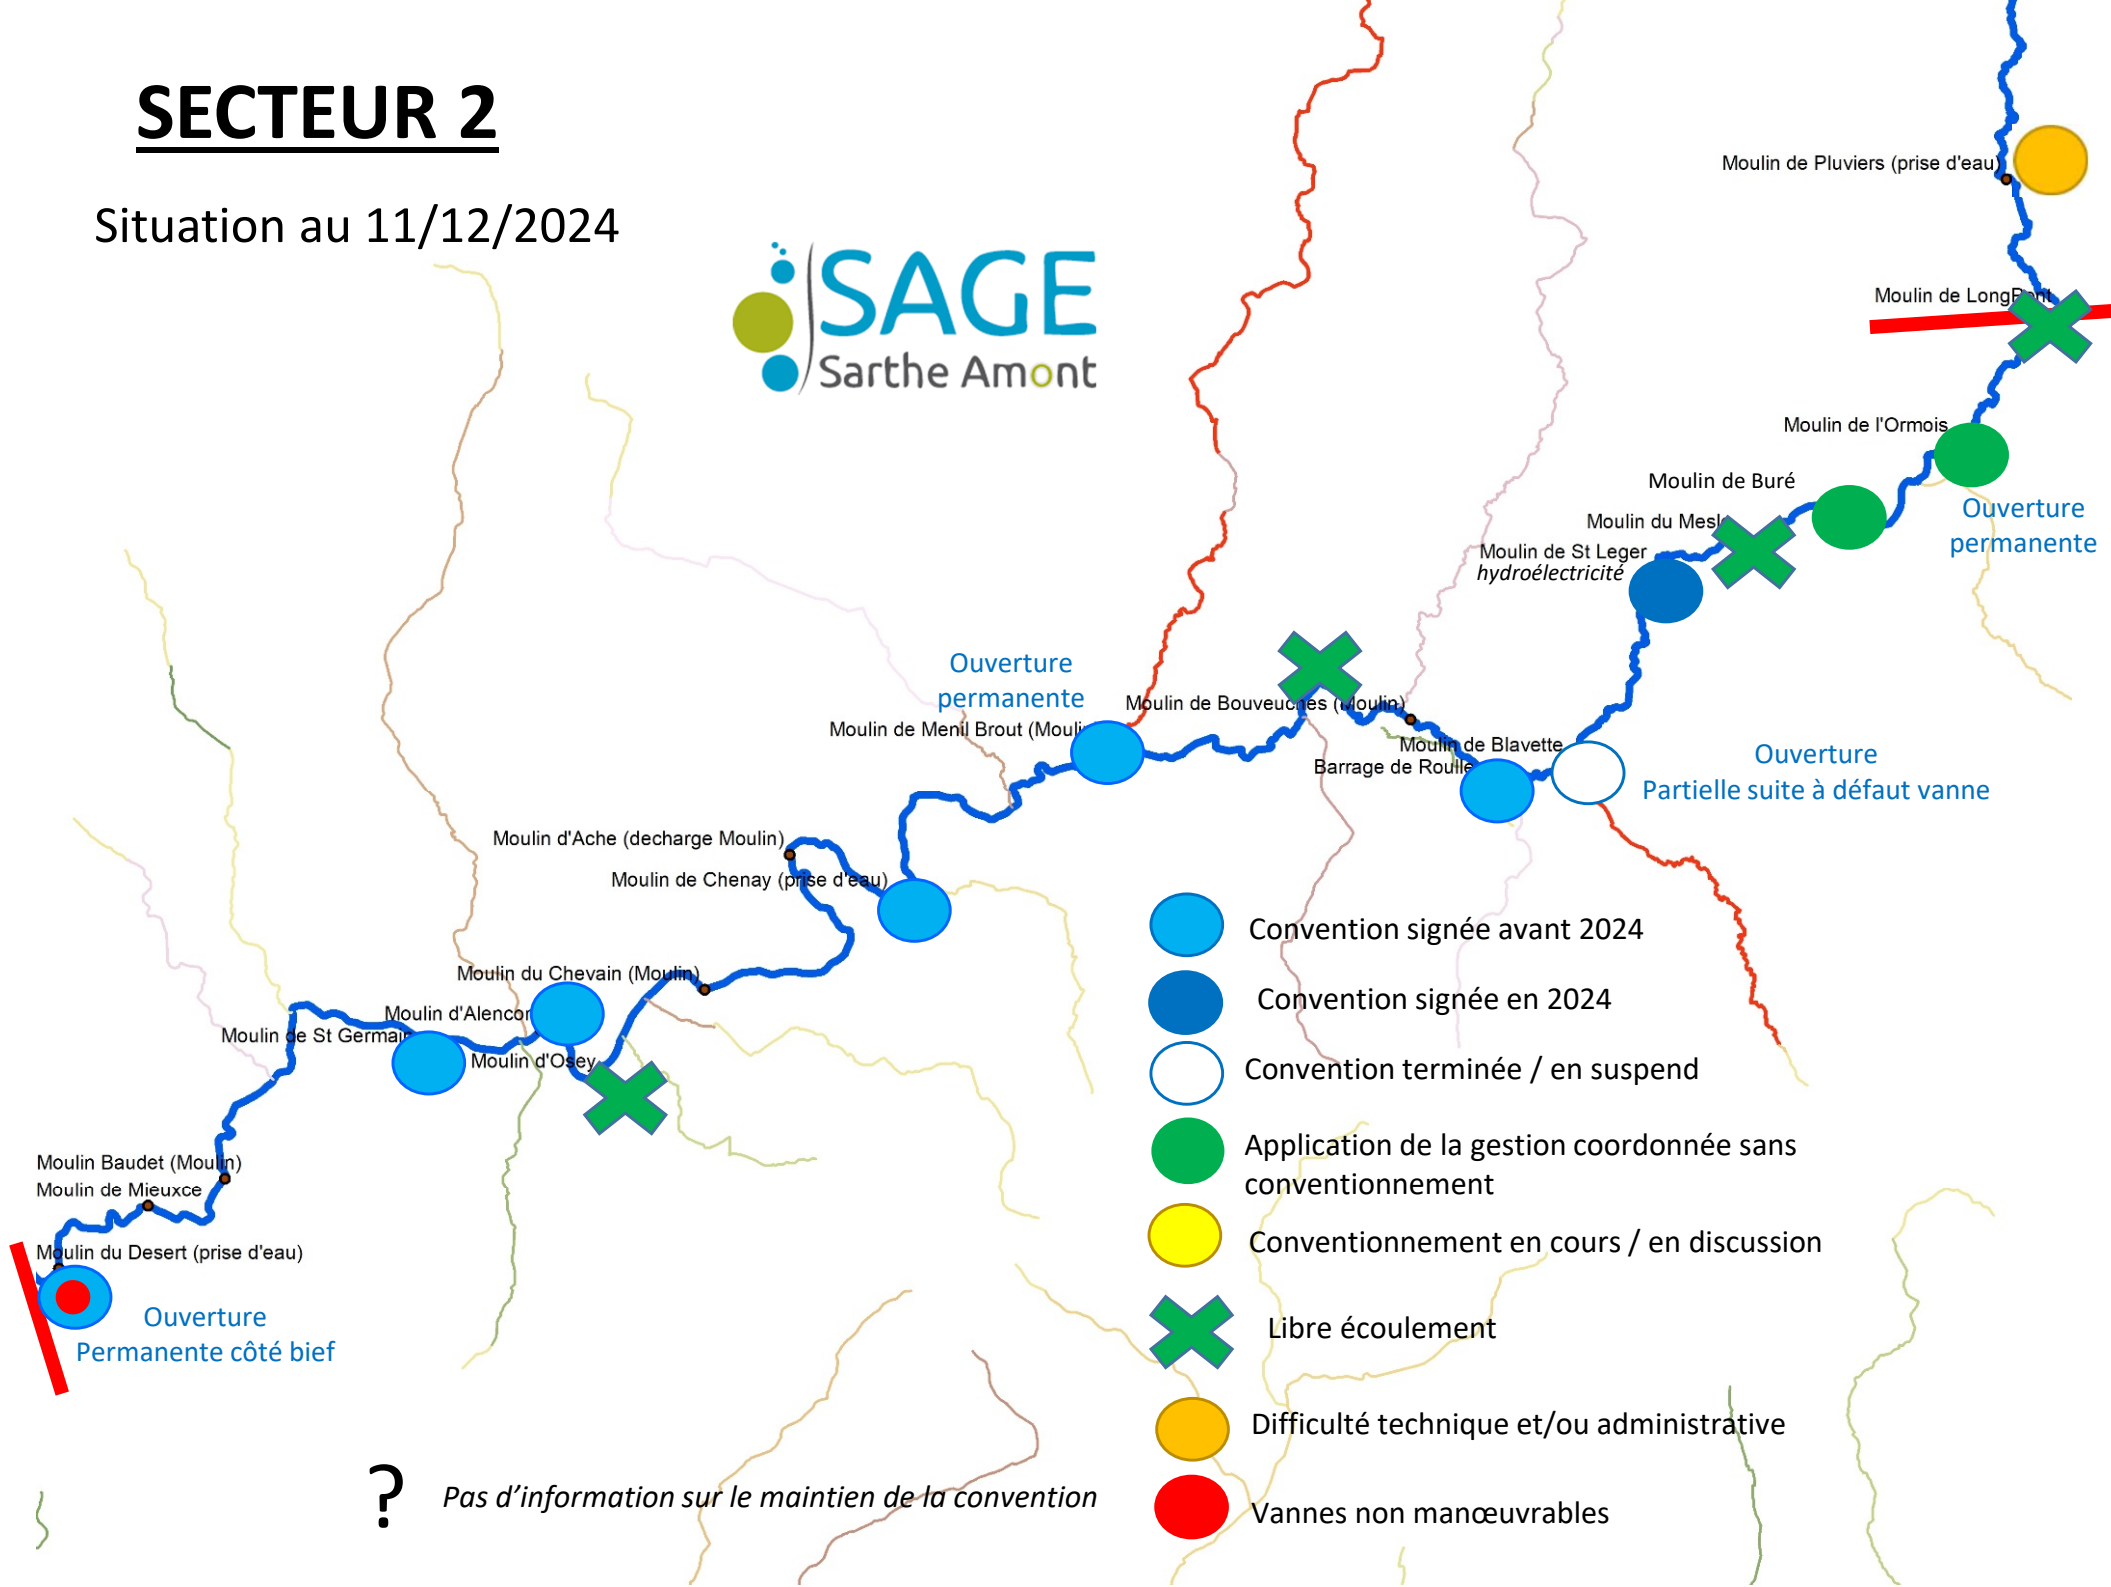 SECTEUR 2
Situation au 11/12/2024
SAGE
Sarthe Amont
Moulin de Pluviers (prise d'eau)
Moulin de LongPont
Moulin de l'Ormois
Ouverture
permanente
Moulin de Buré
Moulin du Mesle
Moulin de St Leger
hydroélectricité
Ouverture
permanente
Moulin de Bouveuches (Moulin)
Moulin de Menil Brout (Moulin
Moulin de Blavette
Barrage de Roulle
Ouverture
Partielle suite à défaut vanne
Moulin d'Ache (decharge Moulin)
Moulin de Chenay (prise d'eau)
Moulin du Chevain (Moulin)
Moulin d'Alencon
Moulin de St Germain
Moulin d'Osey
Moulin Baudet (Moulin)
Moulin de Mieuxce
Moulin du Desert (prise d'eau)
Ouverture
Permanente côté bief
Convention signée avant 2024
Convention signée en 2024
Convention terminée / en suspend
Application de la gestion coordonnée sans
conventionnement
Conventionnement en cours / en discussion
Libre écoulement
Difficulté technique et/ou administrative
Vannes non manœuvrables
? Pas d'information sur le maintien de la convention